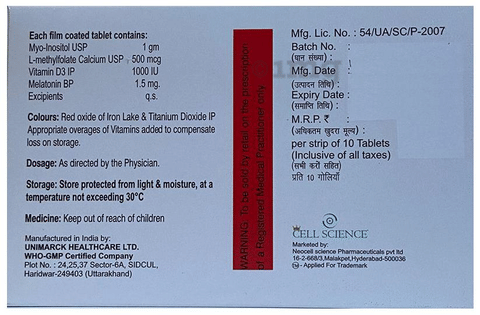 Each film coated tablet contains:
Myo-Inositol USP 1 gm
L-methylfolate Calcium USP 500 mcg
Vitamin D3 IP 1000 IU
Melatonin BP 1.5 mg.
Excipients q.s.
Colours: Red oxide of Iron Lake & Titanium Dioxide IP
Appropriate overages of Vitamins added to compensate
loss on storage.
Dosage: As directed by the Physician.
Storage: Store protected from light & moisture, at a
temperature not exceeding 30°C
Medicine: Keep out of reach of children
Manufactured in India by:
UNIMARCK HEALTHCARE LTD.
WHO-GMP Certified Company
Plot No. : 24,25,37 Sector-6A, SIDCUL,
Haridwar-249403 (Uttarakhand)
WARNING: To be sold by retail on the prescription
of a Registered Medical Practitioner only.
Mfg. Lic. No. : 54/UA/SC/P-2007
Batch No. :
(घान संख्या) :
Mfg. Date :
(उत्पादन तिथि) :
Expiry Date :
(समाप्ति तिथि) :
M.R.P. ₹ :
(अधिकतम खुदरा मूल्य) :
per strip of 10 Tablets
(Inclusive of all taxes)
(सभी करों सहित)
प्रति 10 गोलियाँ
CELL SCIENCE
Marketed by:
Neocell science Pharmaceuticals pvt ltd
16-2-668/3,Malakpet,Hyderabad-500036
- Applied For Trademark